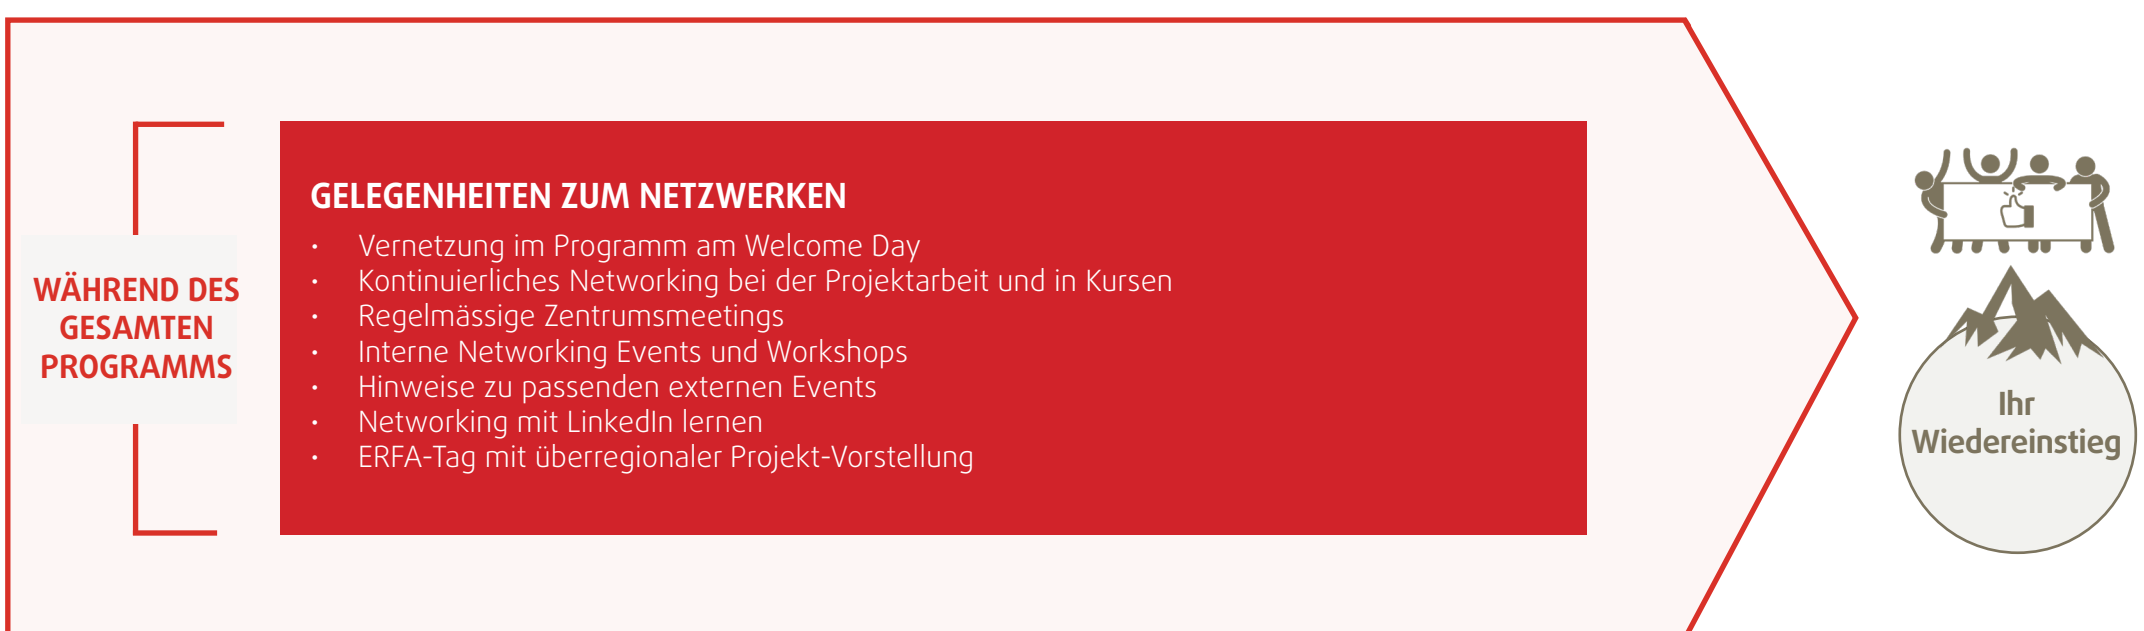 WÄHREND DES
GESAMTEN
PROGRAMMS
GELEGENHEITEN ZUM NETZWERKEN
• Vernetzung im Programm am Welcome Day
• Kontinuierliches Networking bei der Projektarbeit und in Kursen
• Regelmässige Zentrumsmeetings
• Interne Networking Events und Workshops
• Hinweise zu passenden externen Events
• Networking mit LinkedIn lernen
• ERFA-Tag mit überregionaler Projekt-Vorstellung
Ihr
Wiedereinstieg